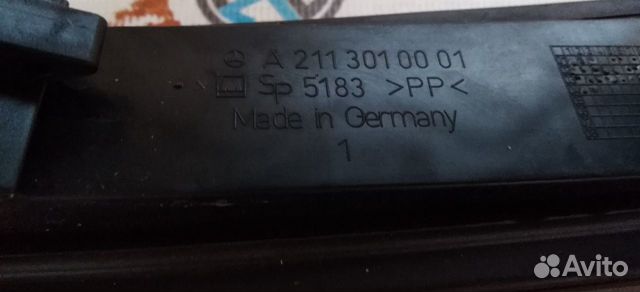 A 211 301 00 01
Sp 5183 >PP<
Made in Germany
1
Avito